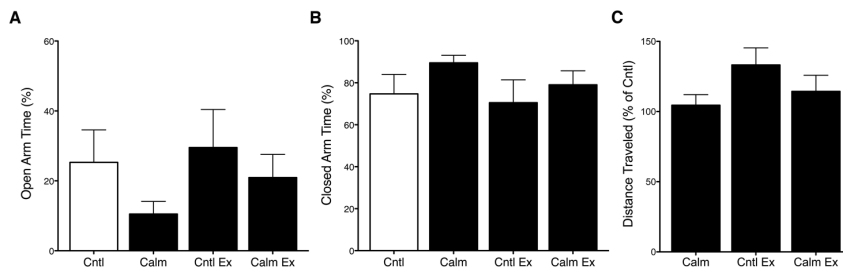 A
Open Arm Time (%)
60
40
20
0
Cntl Calm Cntl Ex Calm Ex
B
Closed Arm Time (%)
100
80
60
40
20
0
Cntl Calm Cntl Ex Calm Ex
C
Distance Traveled (% of Cntl)
150
100
50
0
Calm Cntl Ex Calm Ex